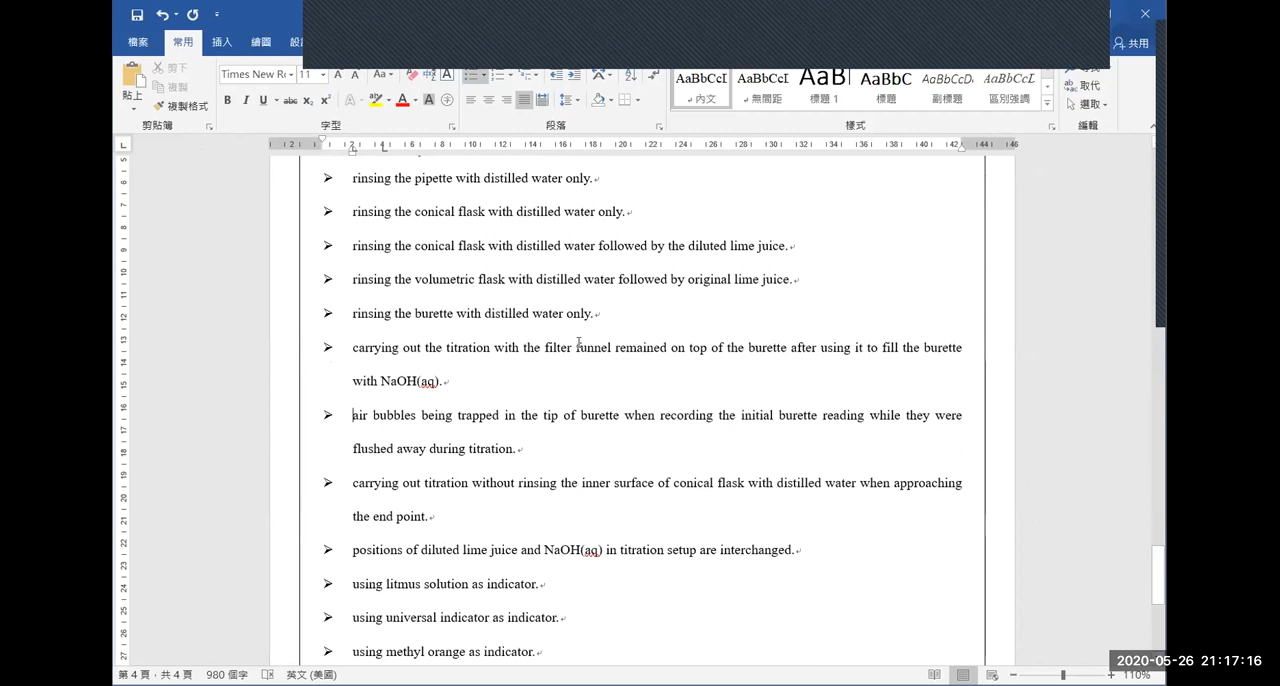 檔案 常用 插入 繪圖 共用
剪下
複製
貼上 複製格式
剪貼簿
Times New R 11
字型
段落
AaBbCcI AaBbCcI AaB AaBbC AaBbCcD AaBbCcL
內文 無間距 標題 1 標題 副標題 區別強調
樣式
取代
選取
編輯
rinsing the pipette with distilled water only.
rinsing the conical flask with distilled water only.
rinsing the conical flask with distilled water followed by the diluted lime juice.
rinsing the volumetric flask with distilled water followed by original lime juice.
rinsing the burette with distilled water only.
carrying out the titration with the filter funnel remained on top of the burette after using it to fill the burette
with NaOH(aq).
air bubbles being trapped in the tip of burette when recording the initial burette reading while they were
flushed away during titration.
carrying out titration without rinsing the inner surface of conical flask with distilled water when approaching
the end point.
positions of diluted lime juice and NaOH(aq) in titration setup are interchanged.
using litmus solution as indicator.
using universal indicator as indicator.
using methyl orange as indicator.
2020-05-26 21:17:16
第 4 頁，共 4 頁 980 個字 英文 (美國) 110%